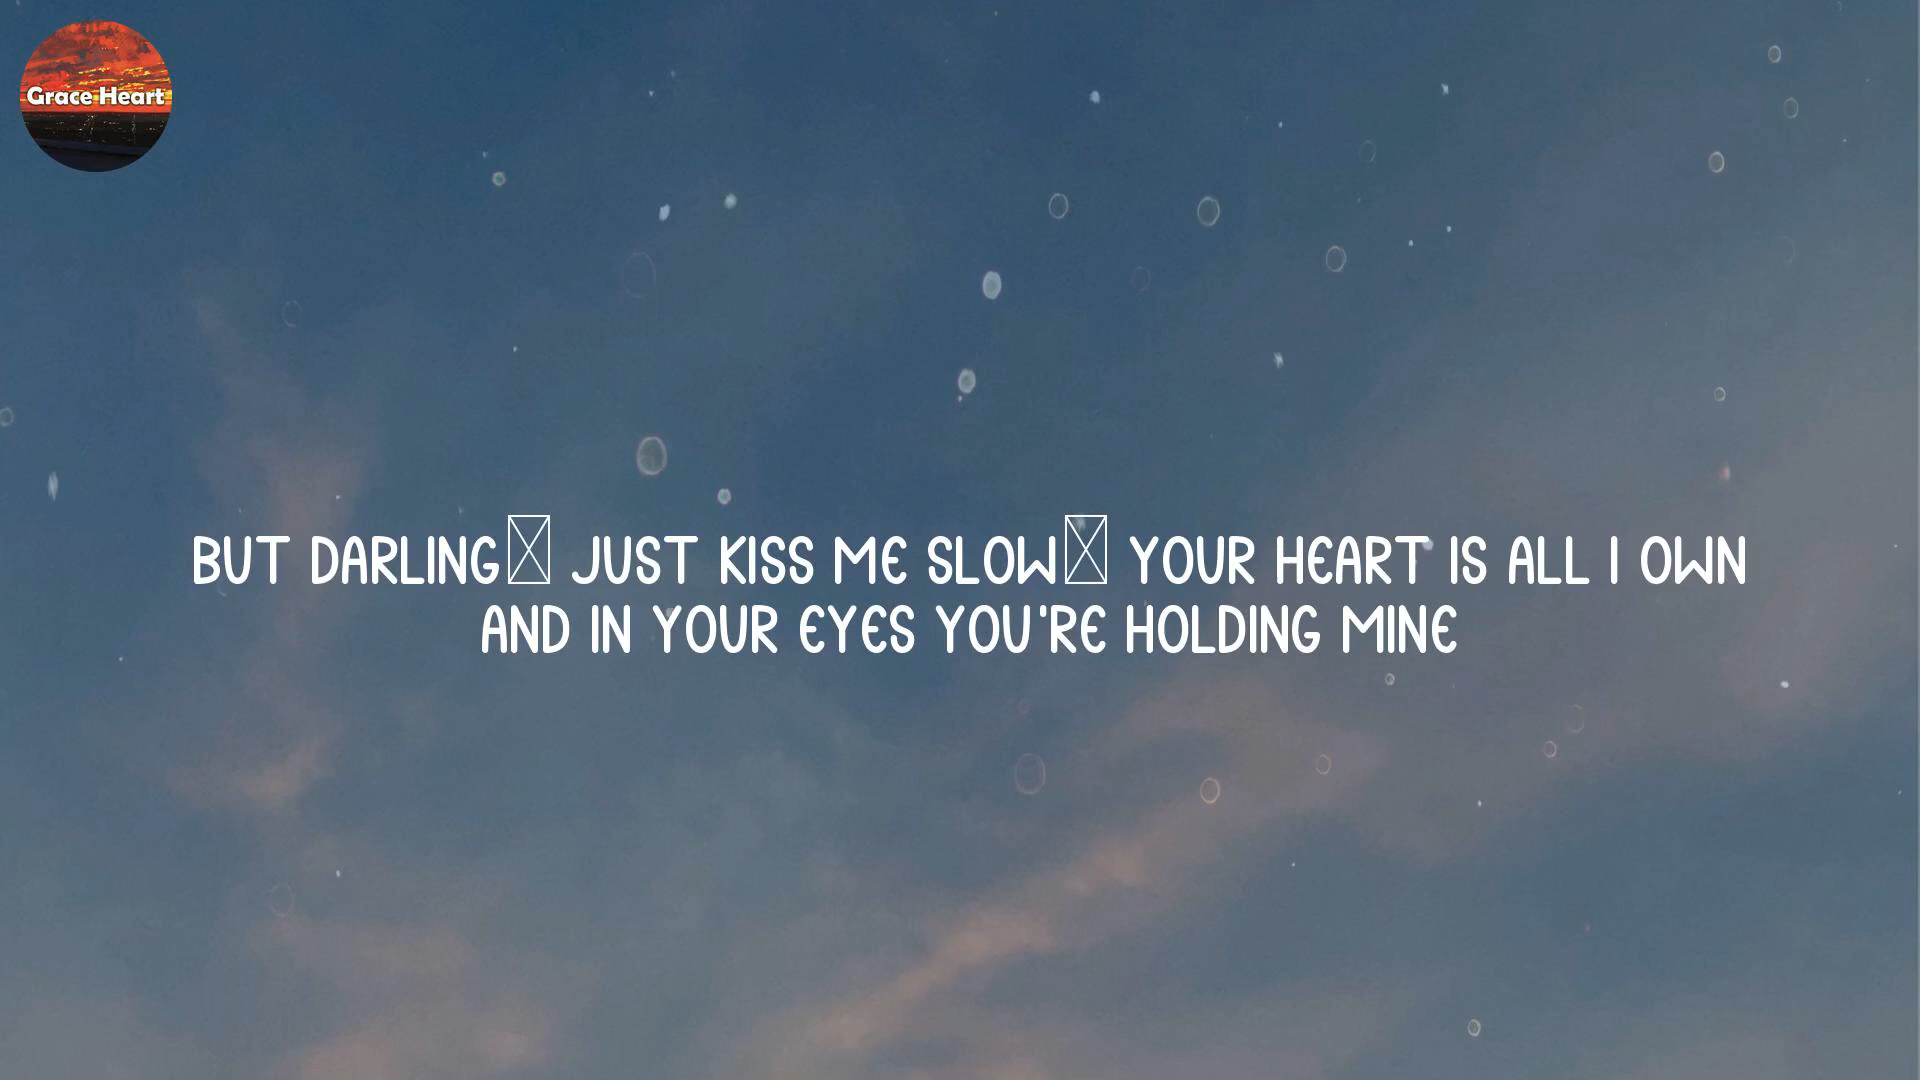 Grace Heart
BUT DARLING☒ JUST KISS ME SLOW☒ YOUR HEART IS ALL I OWN
AND IN YOUR EYES YOU'RE HOLDING MINE